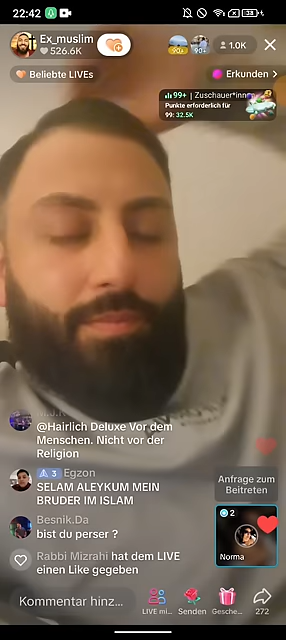 22:42
33
Ex_muslim
526.6K
1.0K
Beliebte LIVEs
Erkunden >
99+ | Zuschauer*innen
Punkte erforderlich für
99: 32.5K
@Hairlich Deluxe Vor dem
Menschen. Nicht vor der
Religion
3 Egzon
SELAM ALEYKUM MEIN
BRUDER IM ISLAM
Besnik.Da
bist du perser ?
Rabbi Mizrahi hat dem LIVE
einen Like gegeben
Anfrage zum
Beitreten
2
Norma
Kommentar hinz...
LIVE mi...
Senden
Gesche...
272